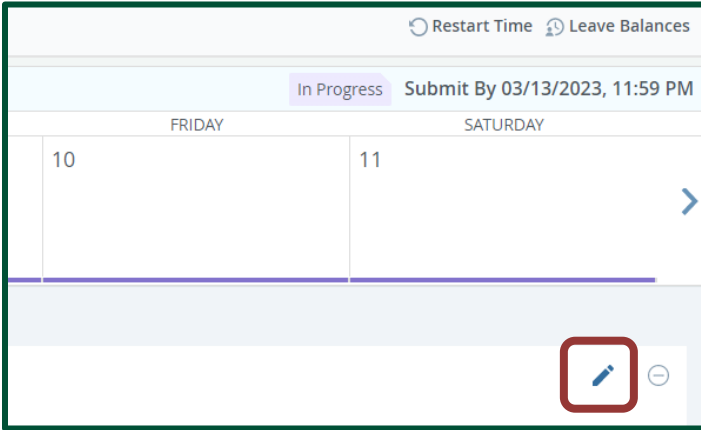 Restart Time Leave Balances
In Progress Submit By 03/13/2023, 11:59 PM
FRIDAY SATURDAY
10 11